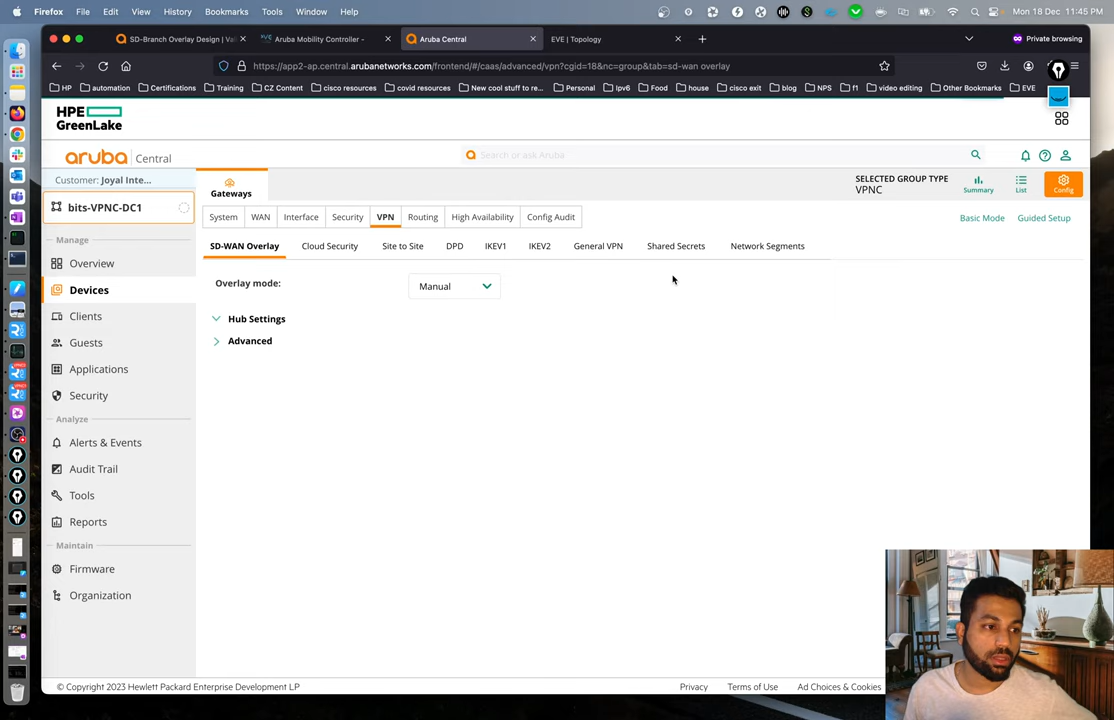 Firefox File Edit View History Bookmarks Tools Window Help
Mon 18 Dec 11:45 PM
SD-Branch Overlay Design | Val
Aruba Mobility Controller -
Aruba Central
EVE | Topology
Private browsing
https://app2-ap.central.arubanetworks.com/frontend/#/caas/advanced/vpn?cgid=18&nc=group&tab=sd-wan overlay
HP automation Certifications Training CZ Content cisco resources covid resources New cool stuff to re... Personal Ipv6 Food house cisco exit blog NPS f1 video editing Other Bookmarks EVE
HPE
GreenLake
aruba Central
Search or ask Aruba
Customer: Joyal Inte...
bits-VPNC-DC1
Manage
Overview
Devices
Clients
Guests
Applications
Security
Analyze
Alerts & Events
Audit Trail
Tools
Reports
Maintain
Firmware
Organization
Gateways
SELECTED GROUP TYPE
VPNC
Summary List Config
System WAN Interface Security VPN Routing High Availability Config Audit
Basic Mode Guided Setup
SD-WAN Overlay Cloud Security Site to Site DPD IKEV1 IKEV2 General VPN Shared Secrets Network Segments
Overlay mode: Manual
Hub Settings
Advanced
© Copyright 2023 Hewlett Packard Enterprise Development LP
Privacy Terms of Use Ad Choices & Cookies